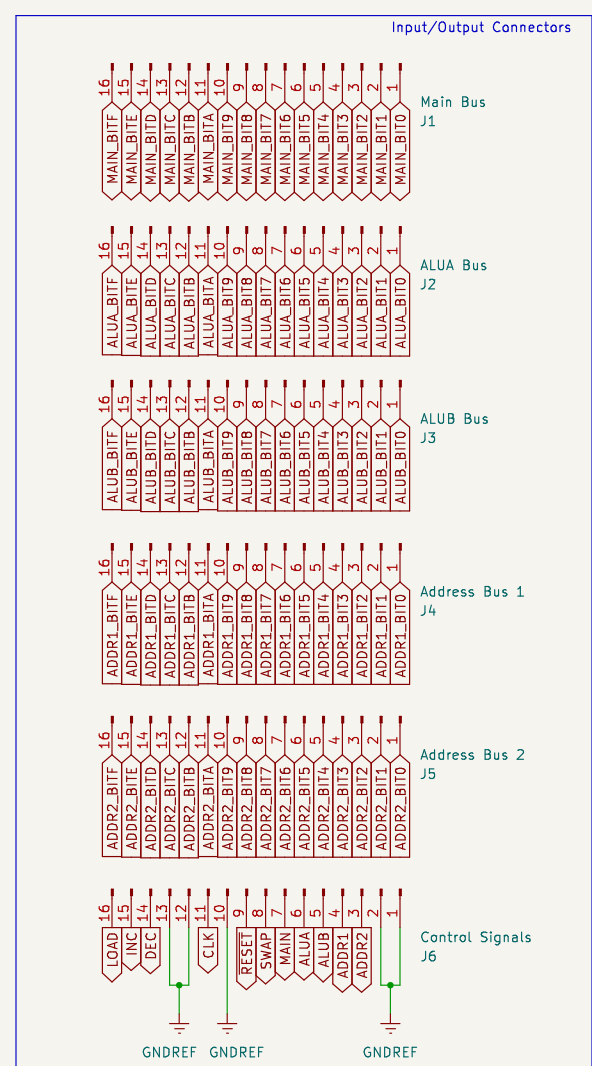 Input/Output Connectors
16 15 14 13 12 11 10 9 8 7 6 5 4 3 2 1
MAIN_BITF MAIN_BITE MAIN_BITD MAIN_BITC MAIN_BITB MAIN_BITA MAIN_BIT9 MAIN_BIT8 MAIN_BIT7 MAIN_BIT6 MAIN_BIT5 MAIN_BIT4 MAIN_BIT3 MAIN_BIT2 MAIN_BIT1 MAIN_BIT0
Main Bus
J1
16 15 14 13 12 11 10 9 8 7 6 5 4 3 2 1
ALUA_BITF ALUA_BITE ALUA_BITD ALUA_BITC ALUA_BITB ALUA_BITA ALUA_BIT9 ALUA_BIT8 ALUA_BIT7 ALUA_BIT6 ALUA_BIT5 ALUA_BIT4 ALUA_BIT3 ALUA_BIT2 ALUA_BIT1 ALUA_BIT0
ALUA Bus
J2
16 15 14 13 12 11 10 9 8 7 6 5 4 3 2 1
ALUB_BITF ALUB_BITE ALUB_BITD ALUB_BITC ALUB_BITB ALUB_BITA ALUB_BIT9 ALUB_BIT8 ALUB_BIT7 ALUB_BIT6 ALUB_BIT5 ALUB_BIT4 ALUB_BIT3 ALUB_BIT2 ALUB_BIT1 ALUB_BIT0
ALUB Bus
J3
16 15 14 13 12 11 10 9 8 7 6 5 4 3 2 1
ADDR1_BITF ADDR1_BITE ADDR1_BITD ADDR1_BITC ADDR1_BITB ADDR1_BITA ADDR1_BIT9 ADDR1_BIT8 ADDR1_BIT7 ADDR1_BIT6 ADDR1_BIT5 ADDR1_BIT4 ADDR1_BIT3 ADDR1_BIT2 ADDR1_BIT1 ADDR1_BIT0
Address Bus 1
J4
16 15 14 13 12 11 10 9 8 7 6 5 4 3 2 1
ADDR2_BITF ADDR2_BITE ADDR2_BITD ADDR2_BITC ADDR2_BITB ADDR2_BITA ADDR2_BIT9 ADDR2_BIT8 ADDR2_BIT7 ADDR2_BIT6 ADDR2_BIT5 ADDR2_BIT4 ADDR2_BIT3 ADDR2_BIT2 ADDR2_BIT1 ADDR2_BIT0
Address Bus 2
J5
16 15 14 13 12 11 10 9 8 7 6 5 4 3 2 1
LOAD INC DEC CLK RESET SWAP MAIN ALUA ALUB ADDR1 ADDR2
Control Signals
J6
GNDREF GNDREF GNDREF